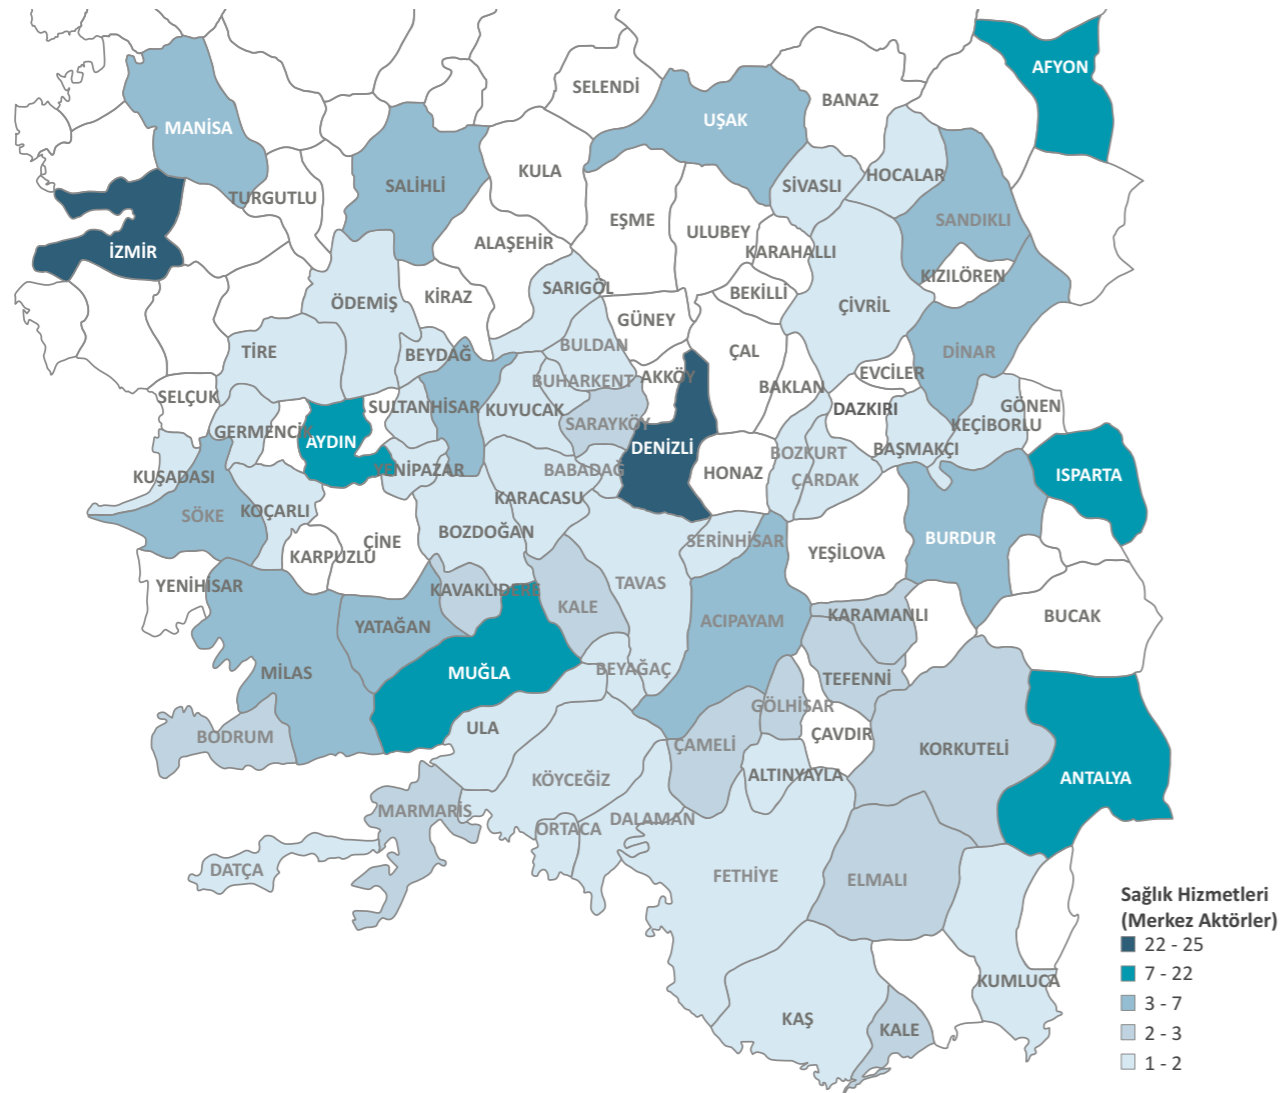 AFYON
SELENDİ
BANAZ
MANİSA
UŞAK
KULA
HOCALAR
SALİHLİ
SİVASLI
TURGUTLU
EŞME
SANDIKLI
ULUBEY
ALAŞEHİR
İZMİR
KARAHALLI
KIZILÖREN
SARIGÖL
BEKİLLİ
KİRAZ
ÖDEMİŞ
ÇİVRİL
GÜNEY
BULDAN
ÇAL
TİRE
BEYDAĞ
DİNAR
EVCİLER
AKKÖY
BUHARKENT
BAKLAN
SELÇUK
SULTANHİSAR
KUYUCAK
DAZKIRI
GÖNEN
SARAYKÖY
KEÇİBORLU
GERMENCİK
AYDIN
DENİZLİ
BAŞMAKÇI
BOZKURT
YENİPAZAR
BABADAĞ
HONAZ
ISPARTA
KUŞADASI
ÇARDAK
KARACASU
KOÇARLI
SÖKE
BOZDOĞAN
BURDUR
ÇİNE
SERİNHİSAR
KARPUZLU
YEŞİLOVA
YENİHİSAR
TAVAS
KAVAKLIDERE
KALE
KARAMANLI
BUCAK
YATAĞAN
ACIPAYAM
BEYAĞAÇ
MİLAS
MUĞLA
TEFENNİ
GÖLHİSAR
ULA
BODRUM
ÇAVDIR
ÇAMELİ
KORKUTELİ
ALTINYAYLA
ANTALYA
KÖYCEĞİZ
MARMARİS
DALAMAN
ORTACA
DATÇA
FETHİYE
ELMALI
KUMLUCA
KAŞ
KALE
Sağlık Hizmetleri
(Merkez Aktörler)
22 - 25
7 - 22
3 - 7
2 - 3
1 - 2